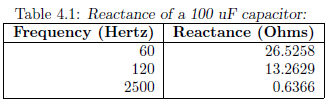 Table 4.1: Reactance of a 100 uF capacitor:
Frequency (Hertz) Reactance (Ohms)
60 26.5258
120 13.2629
2500 0.6366